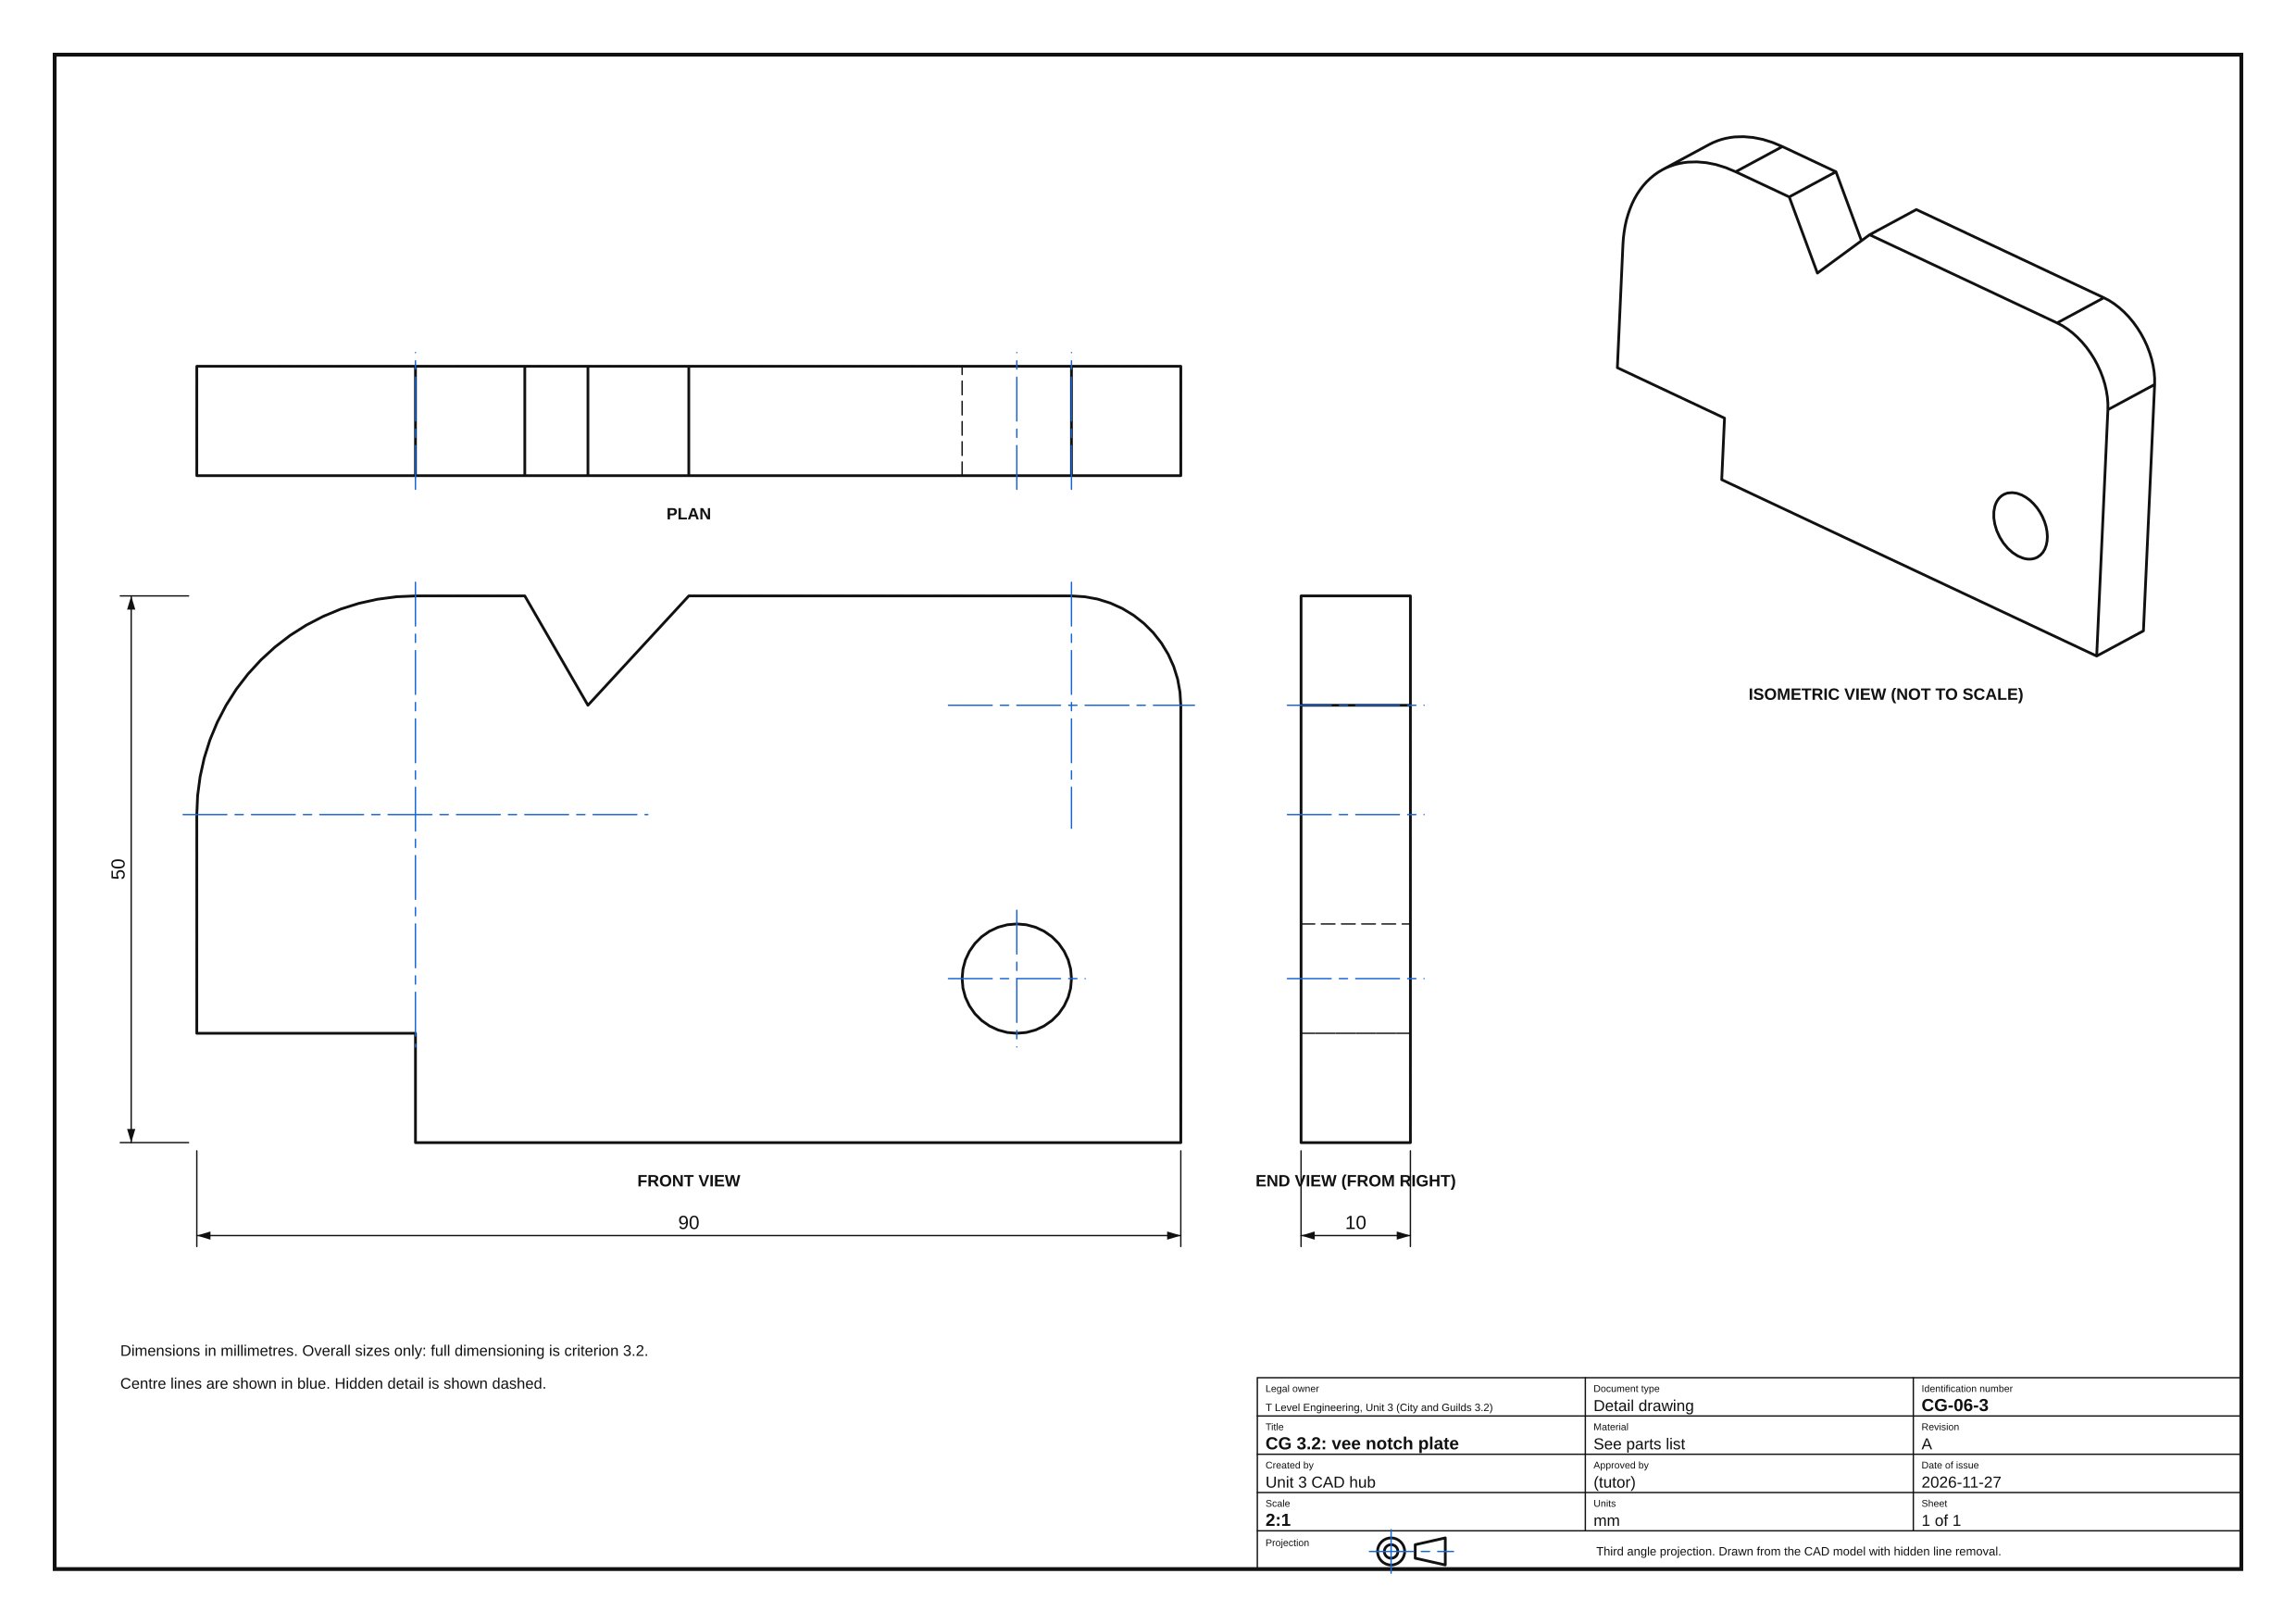 PLAN
ISOMETRIC VIEW (NOT TO SCALE)
50
FRONT VIEW
END VIEW (FROM RIGHT)
90
10
Dimensions in millimetres. Overall sizes only: full dimensioning is criterion 3.2.
Centre lines are shown in blue. Hidden detail is shown dashed.
Legal owner
T Level Engineering, Unit 3 (City and Guilds 3.2)
Document type
Detail drawing
Identification number
CG-06-3
Title
CG 3.2: vee notch plate
Material
See parts list
Revision
A
Created by
Unit 3 CAD hub
Approved by
(tutor)
Date of issue
2026-11-27
Scale
2:1
Units
mm
Sheet
1 of 1
Projection
Third angle projection. Drawn from the CAD model with hidden line removal.